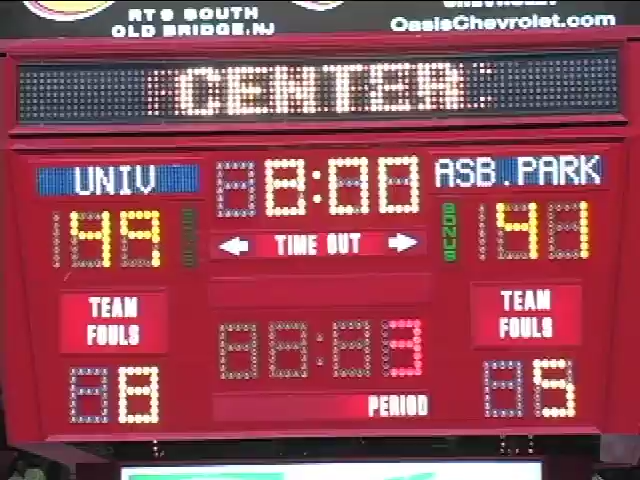 RT 9 SOUTH
OLD BRIDGE, NJ
OasisChevrolet.com
CENTER
UNIV
8:00
ASB.PARK
49
BONUS
41
TIME OUT
TEAM
FOULS
TEAM
FOULS
3
8
5
PERIOD